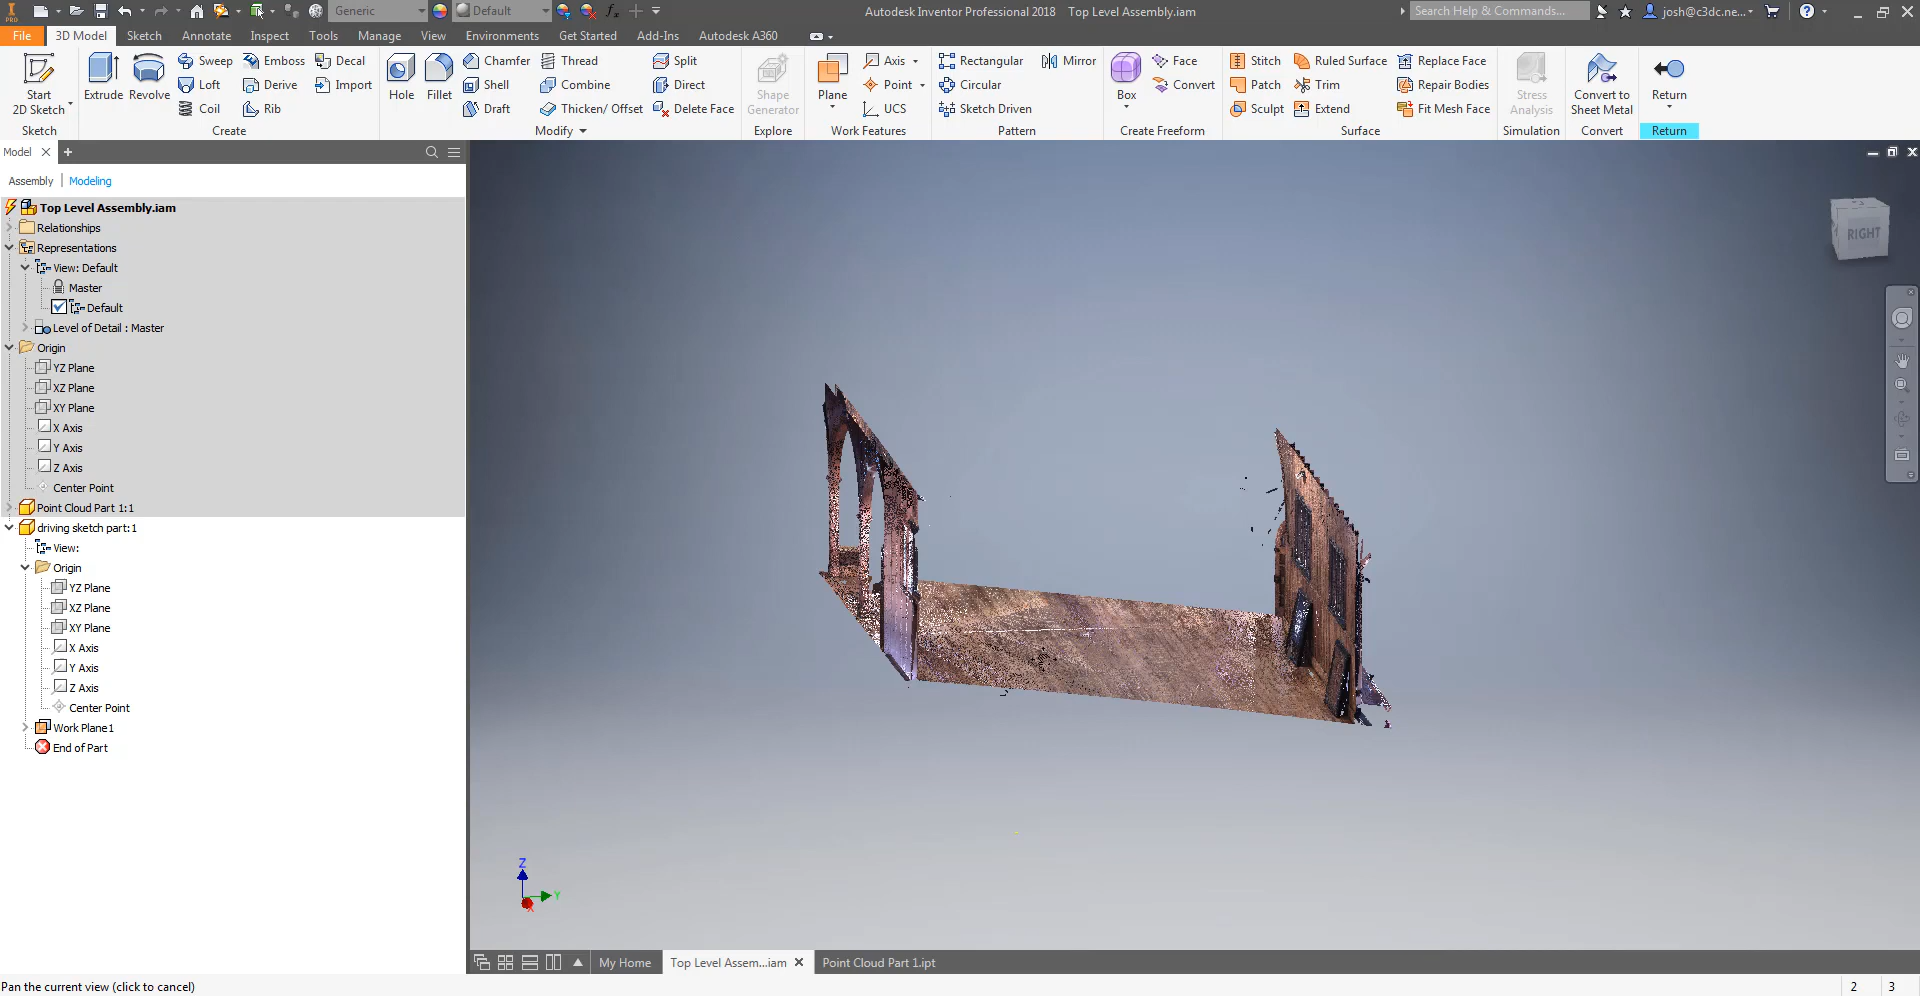 PRO
Generic
Default
fx
Autodesk Inventor Professional 2018 Top Level Assembly.iam
Search Help & Commands...
josh@c3dc.ne...
File
3D Model
Sketch
Annotate
Inspect
Tools
Manage
View
Environments
Get Started
Add-Ins
Autodesk A360
Start
2D Sketch
Sketch
Extrude
Revolve
Sweep
Loft
Coil
Emboss
Derive
Rib
Decal
Import
Create
Hole
Fillet
Chamfer
Shell
Draft
Thread
Combine
Thicken/ Offset
Split
Direct
Delete Face
Modify
Shape
Generator
Explore
Plane
Axis
Point
UCS
Work Features
Rectangular
Circular
Sketch Driven
Mirror
Pattern
Box
Face
Convert
Create Freeform
Stitch
Patch
Sculpt
Ruled Surface
Trim
Extend
Replace Face
Repair Bodies
Fit Mesh Face
Surface
Stress
Analysis
Simulation
Convert to
Sheet Metal
Convert
Return
Return
Model
Assembly | Modeling
Top Level Assembly.iam
Relationships
Representations
View: Default
Master
Default
Level of Detail : Master
Origin
YZ Plane
XZ Plane
XY Plane
X Axis
Y Axis
Z Axis
Center Point
Point Cloud Part 1:1
driving sketch part:1
View:
Origin
YZ Plane
XZ Plane
XY Plane
X Axis
Y Axis
Z Axis
Center Point
Work Plane1
End of Part
RIGHT
Z
Y
X
My Home
Top Level Assem...iam
Point Cloud Part 1.ipt
Pan the current view (click to cancel)
2
3